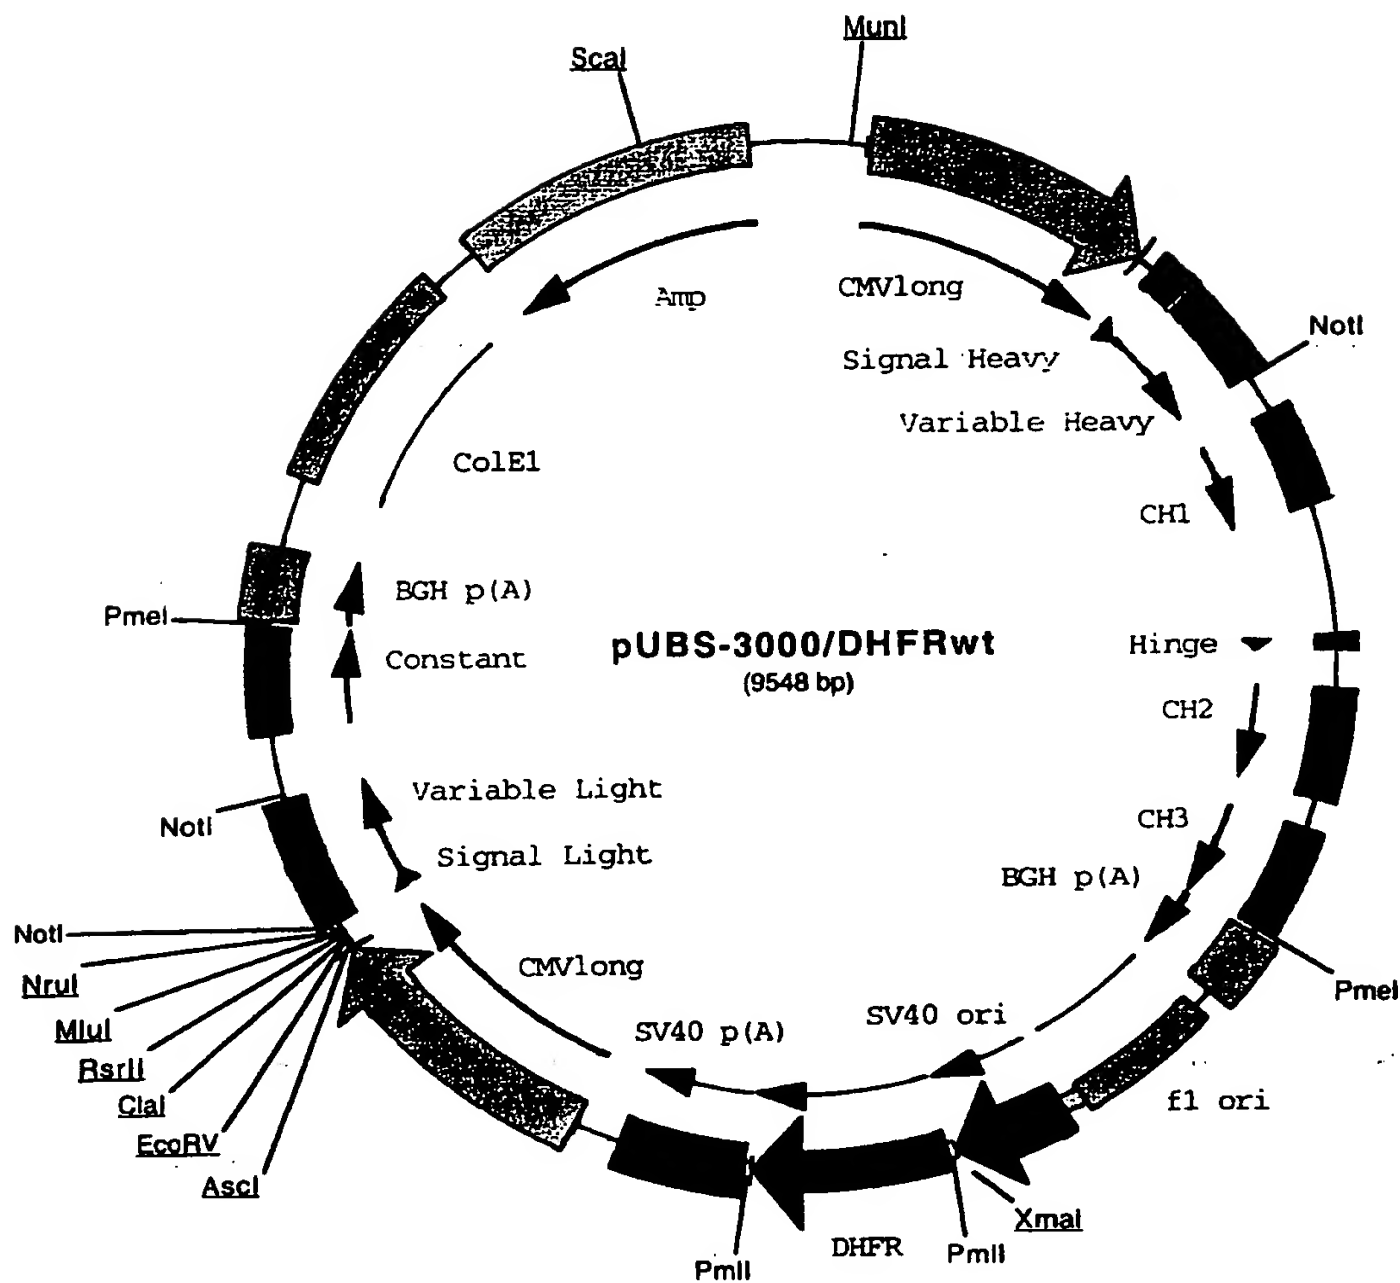 MunI
ScaI
Amp
CMVlong
NotI
Signal Heavy
Variable Heavy
ColE1
CH1
BGH p(A)
PmeI
pUBS-3000/DHFRwt
(9548 bp)
Hinge
Constant
CH2
Variable Light
CH3
NotI
Signal Light
BGH p(A)
NotI
CMVlong
NruI
PmeI
SV40 ori
MluI
SV40 p(A)
RsrII
ClaI
f1 ori
EcoRV
AscI
XmaI
DHFR
PmlI
PmlI